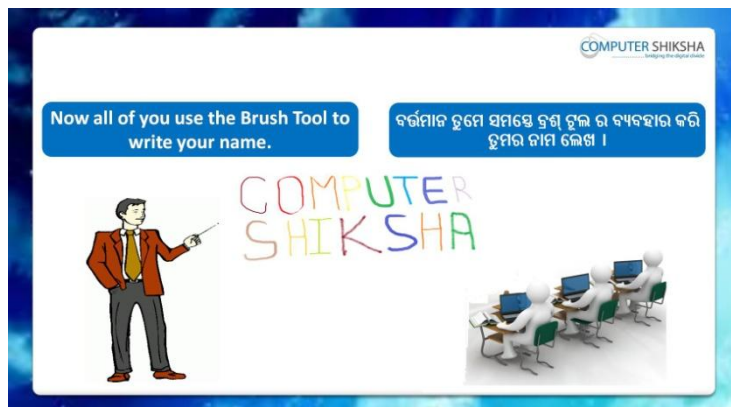 COMPUTER SHIKSHA
bridging the digital divide
Now all of you use the Brush Tool to
write your name.
ବର୍ତ୍ତମାନ ତୁମେ ସମସ୍ତେ ବ୍ରଶ୍ ଟୁଲ ର ବ୍ୟବହାର କରି
ତୁମର ନାମ ଲେଖ ।
COMPUTER
SHIKSHA